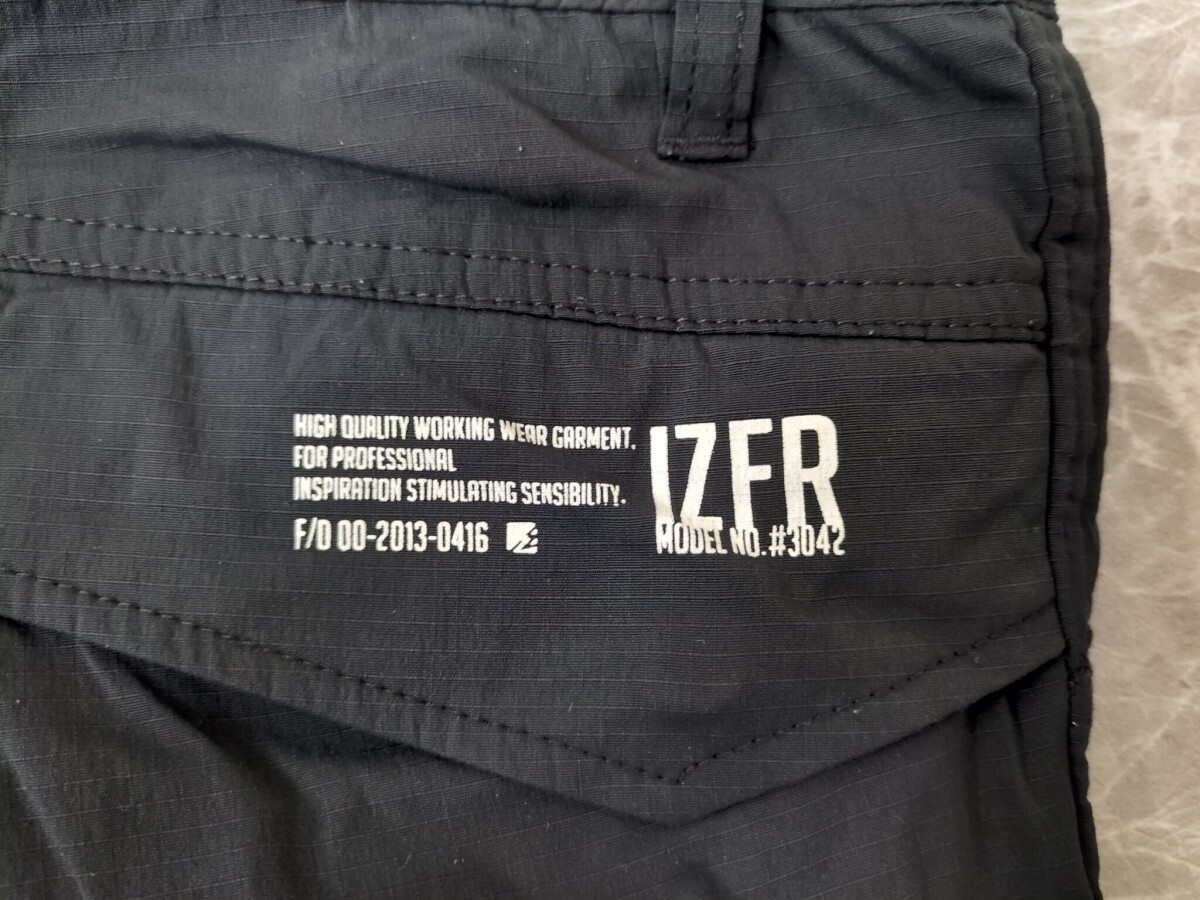 HIGH QUALITY WORKING WEAR GARMENT.
FOR PROFESSIONAL
INSPIRATION STIMULATING SENSIBILITY.
F/D 00-2013-0416
IZFR
MODEL NO.#3042